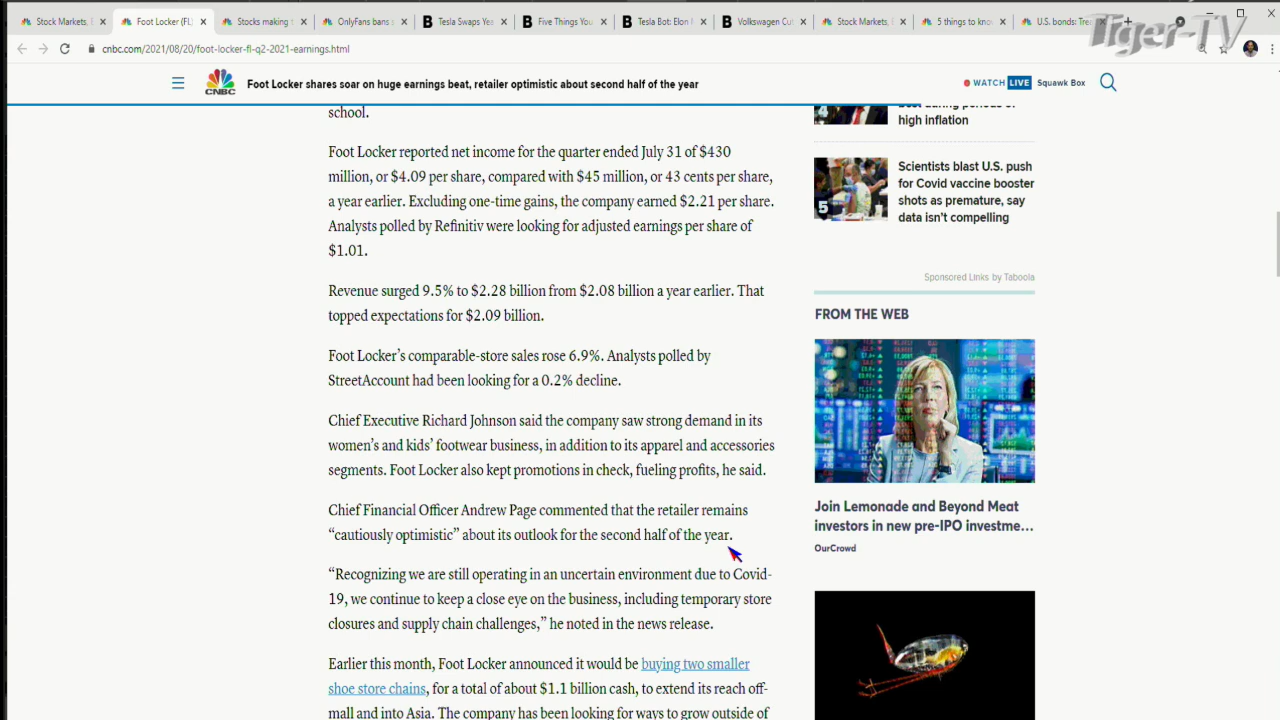 Stock Markets,
Foot Locker (FL)
Stocks making
OnlyFans bans
Tesla Swaps Yea
Five Things You
Tesla Bot: Elon
Volkswagen Cu
Stock Markets,
5 things to kno
U.S. bonds: Tre
Tiger-TV
cnbc.com/2021/08/20/foot-locker-fl-q2-2021-earnings.html
CNBC
Foot Locker shares soar on huge earnings beat, retailer optimistic about second half of the year
WATCH LIVE Squawk Box
school.
Foot Locker reported net income for the quarter ended July 31 of $430
million, or $4.09 per share, compared with $45 million, or 43 cents per share,
a year earlier. Excluding one-time gains, the company earned $2.21 per share.
Analysts polled by Refinitiv were looking for adjusted earnings per share of
$1.01.
Revenue surged 9.5% to $2.28 billion from $2.08 billion a year earlier. That
topped expectations for $2.09 billion.
Foot Locker’s comparable-store sales rose 6.9%. Analysts polled by
StreetAccount had been looking for a 0.2% decline.
Chief Executive Richard Johnson said the company saw strong demand in its
women’s and kids’ footwear business, in addition to its apparel and accessories
segments. Foot Locker also kept promotions in check, fueling profits, he said.
Chief Financial Officer Andrew Page commented that the retailer remains
“cautiously optimistic” about its outlook for the second half of the year.
“Recognizing we are still operating in an uncertain environment due to Covid-
19, we continue to keep a close eye on the business, including temporary store
closures and supply chain challenges,” he noted in the news release.
Earlier this month, Foot Locker announced it would be buying two smaller
shoe store chains, for a total of about $1.1 billion cash, to extend its reach off-
mall and into Asia. The company has been looking for ways to grow outside of
best during periods of
high inflation
5
Scientists blast U.S. push
for Covid vaccine booster
shots as premature, say
data isn’t compelling
Sponsored Links by Taboola
FROM THE WEB
Join Lemonade and Beyond Meat
investors in new pre-IPO investme...
OurCrowd